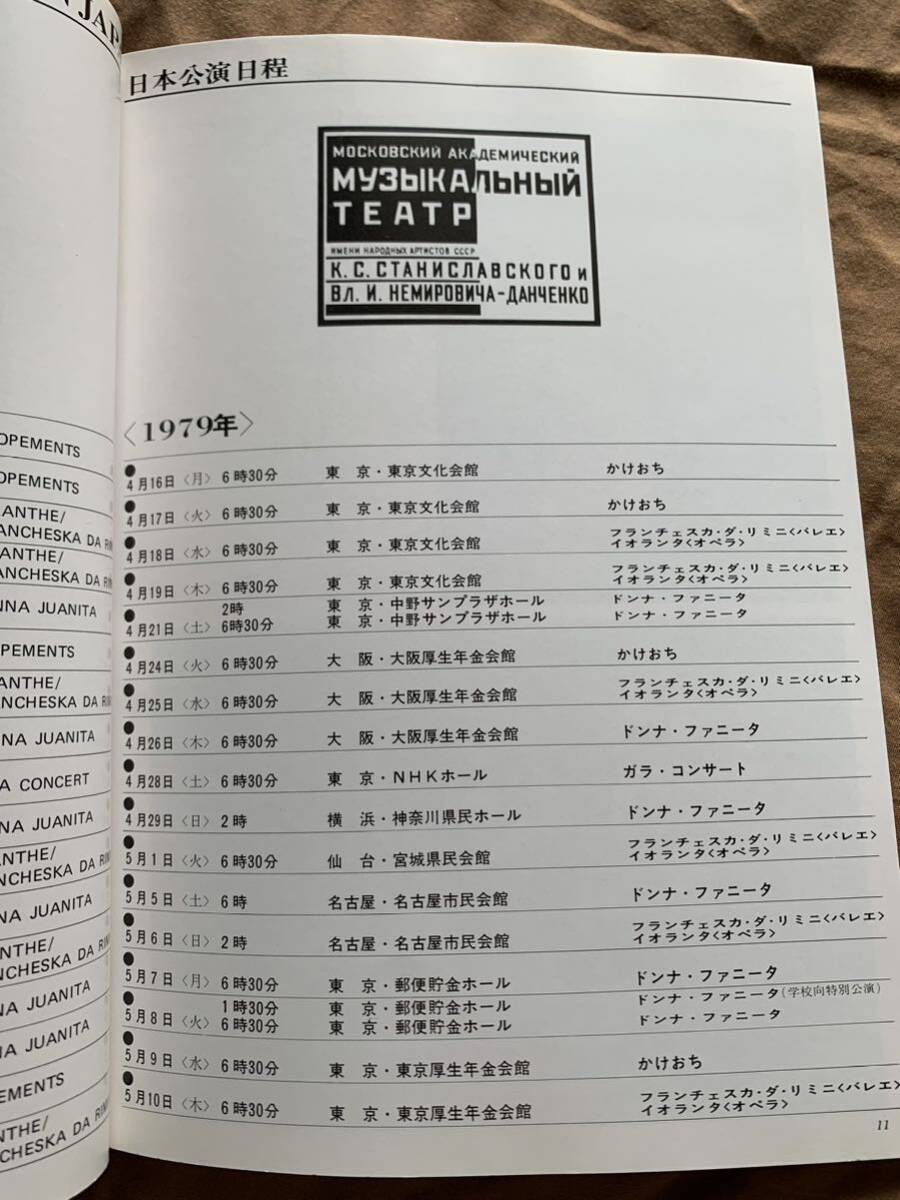 N JAP
OPEMENTS
OPEMENTS
ANTHE/
ANCHESKA DA RIM
ANTHE/
ANCHESKA DA RIM
NNA JUANITA
PEMENTS
ANTHE/
NCHESKA DA RIM
NNA JUANITA
A CONCERT
NNA JUANITA
ANTHE/
NCHESKA DA RIM
NNA JUANITA
NTHE/
NCHESKA DA RIM
NNA JUANITA
NA JUANITA
EMENTS
NTHE/
NCHESKA DA RIM
日本公演日程
МОСКОВСКИЙ АКАДЕМИЧЕСКИЙ
МУЗЫКАЛЬНЫЙ
ТЕАТР
ИМЕНИ НАРОДНЫХ АРТИСТОВ СССР
К. С. СТАНИСЛАВСКОГО и
Вл. И. НЕМИРОВИЧА-ДАНЧЕНКО
〈1979年〉
●4月16日〈月〉6時30分 東 京・東京文化会館 かけおち
●4月17日〈火〉6時30分 東 京・東京文化会館 かけおち
●4月18日〈水〉6時30分 東 京・東京文化会館 フランチェスカ・ダ・リミニ〈バレエ〉
イオランタ〈オペラ〉
●4月19日〈木〉6時30分 東 京・東京文化会館 フランチェスカ・ダ・リミニ〈バレエ〉
イオランタ〈オペラ〉
2時 東 京・中野サンプラザホール ドンナ・ファニータ
●4月21日〈土〉6時30分 東 京・中野サンプラザホール ドンナ・ファニータ
●4月24日〈火〉6時30分 大 阪・大阪厚生年金会館 かけおち
●4月25日〈水〉6時30分 大 阪・大阪厚生年金会館 フランチェスカ・ダ・リミニ〈バレエ〉
イオランタ〈オペラ〉
●4月26日〈木〉6時30分 大 阪・大阪厚生年金会館 ドンナ・ファニータ
●4月28日〈土〉6時30分 東 京・NHKホール ガラ・コンサート
●4月29日〈日〉2時 横 浜・神奈川県民ホール ドンナ・ファニータ
●5月1日〈火〉6時30分 仙 台・宮城県民会館 フランチェスカ・ダ・リミニ〈バレエ〉
イオランタ〈オペラ〉
●5月5日〈土〉6時 名古屋・名古屋市民会館 ドンナ・ファニータ
●5月6日〈日〉2時 名古屋・名古屋市民会館 フランチェスカ・ダ・リミニ〈バレエ〉
イオランタ〈オペラ〉
●5月7日〈月〉6時30分 東 京・郵便貯金ホール ドンナ・ファニータ
1時30分 東 京・郵便貯金ホール ドンナ・ファニータ(学校向特別公演)
●5月8日〈火〉6時30分 東 京・郵便貯金ホール ドンナ・ファニータ
●5月9日〈水〉6時30分 東 京・東京厚生年金会館 かけおち
●5月10日〈木〉6時30分 東 京・東京厚生年金会館 フランチェスカ・ダ・リミニ〈バレエ〉
イオランタ〈オペラ〉
11